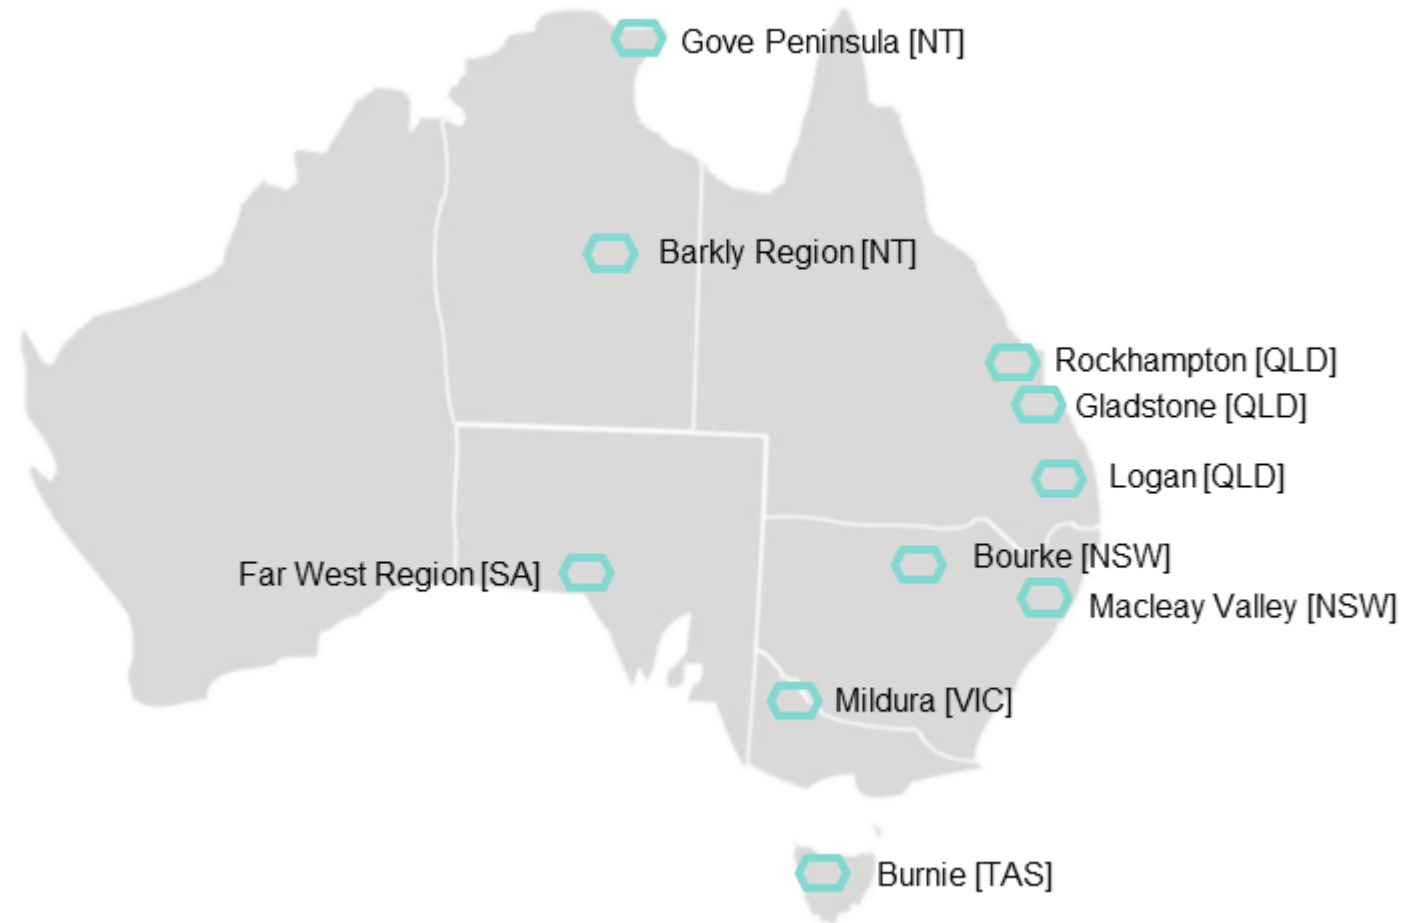 Gove Peninsula [NT]
Barkly Region [NT]
Rockhampton [QLD]
Gladstone [QLD]
Logan [QLD]
Bourke [NSW]
Far West Region [SA]
Macleay Valley [NSW]
Mildura [VIC]
Burnie [TAS]